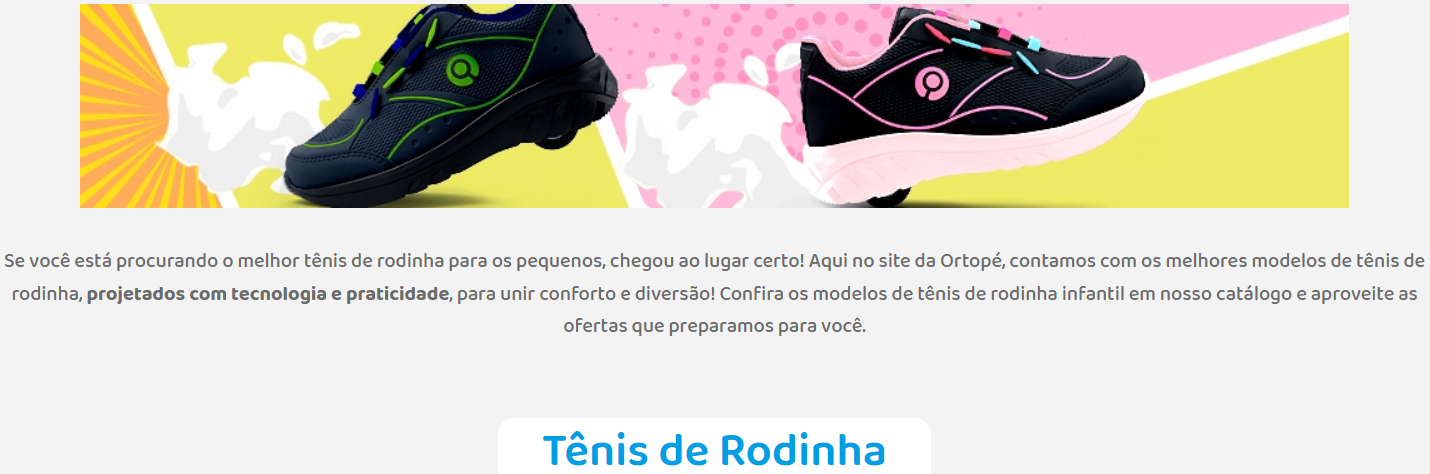 Se você está procurando o melhor tênis de rodinha para os pequenos, chegou ao lugar certo! Aqui no site da Ortopé, contamos com os melhores modelos de tênis de
rodinha, projetados com tecnologia e praticidade, para unir conforto e diversão! Confira os modelos de tênis de rodinha infantil em nosso catálogo e aproveite as
ofertas que preparamos para você.
Tênis de Rodinha